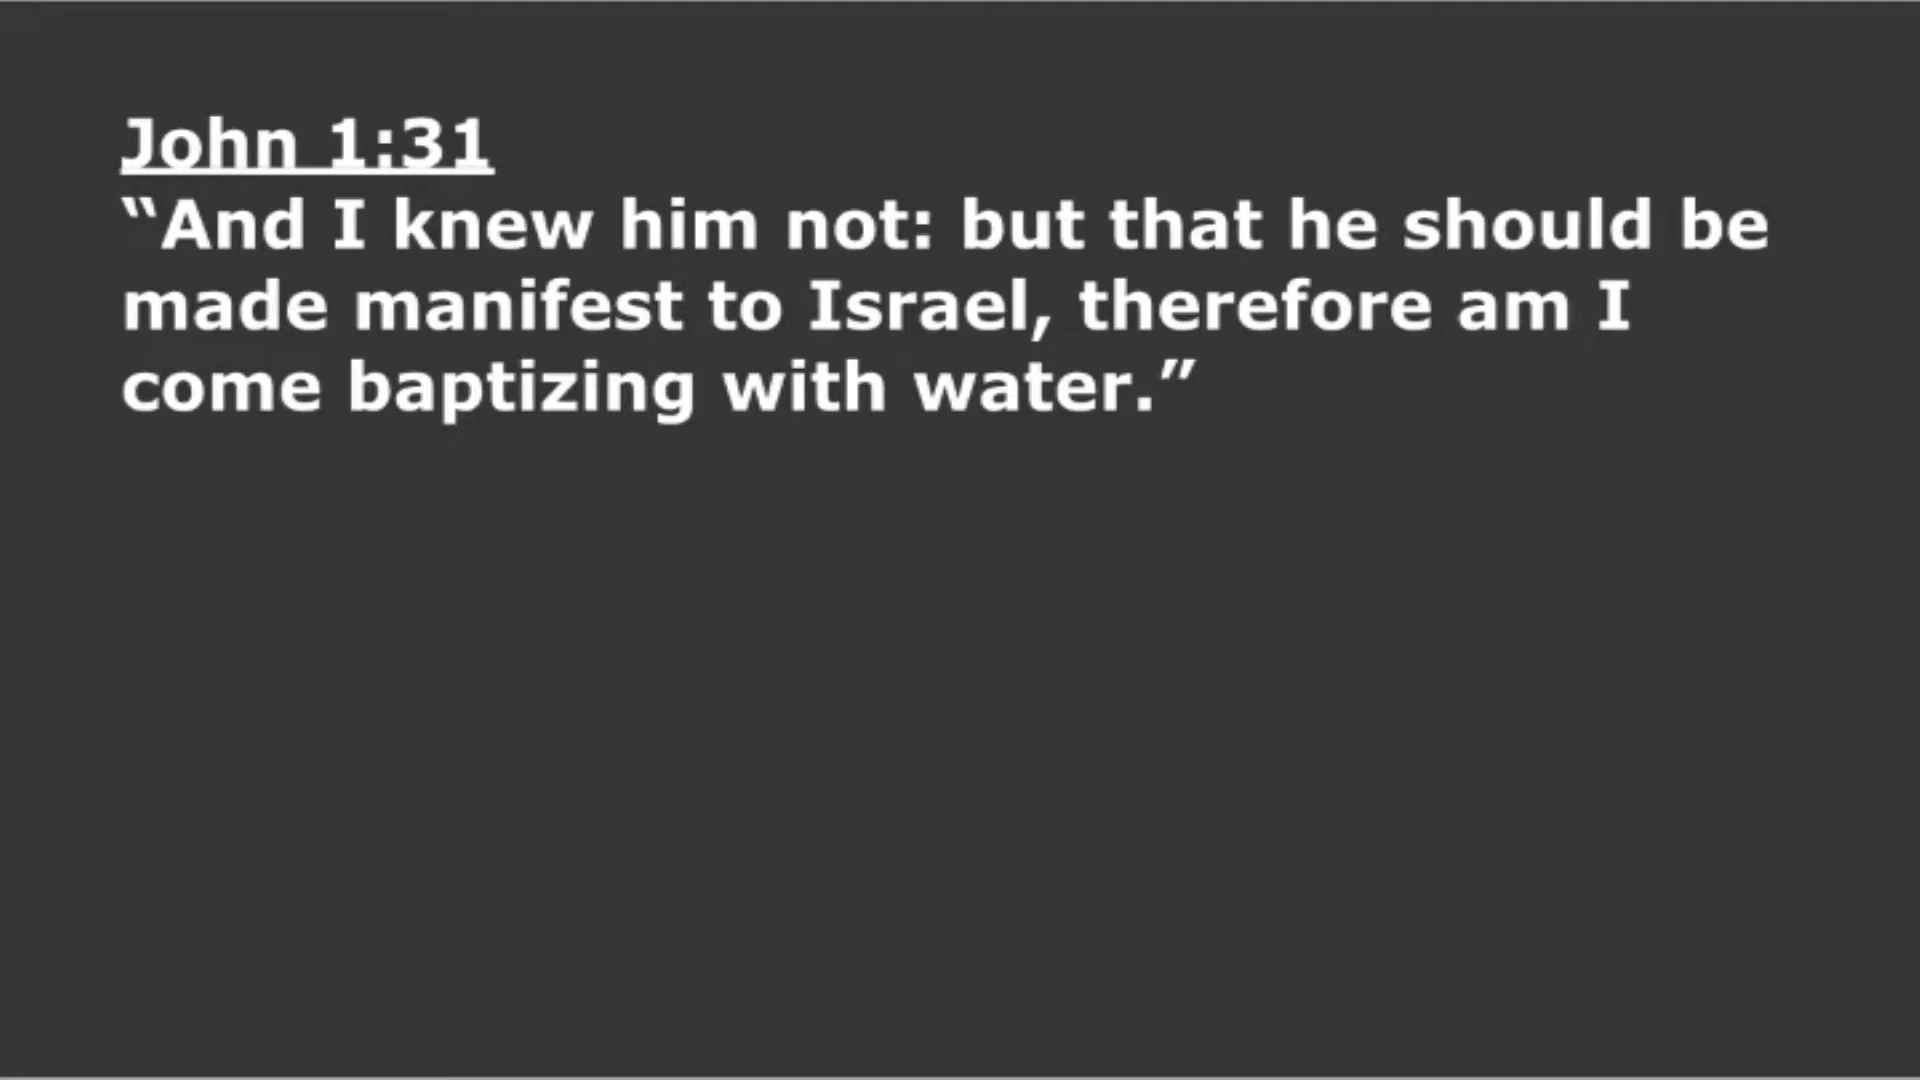 John 1:31
“And I knew him not: but that he should be
made manifest to Israel, therefore am I
come baptizing with water.”